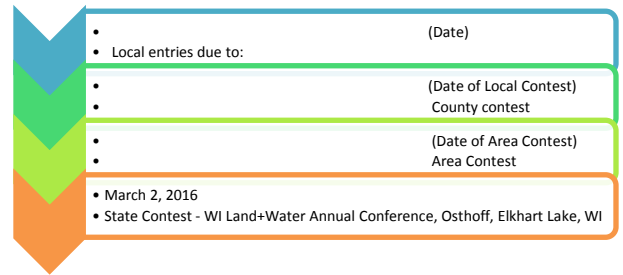 • (Date)
• Local entries due to:
• (Date of Local Contest)
• County contest
• (Date of Area Contest)
• Area Contest
• March 2, 2016
• State Contest - WI Land+Water Annual Conference, Osthoff, Elkhart Lake, WI